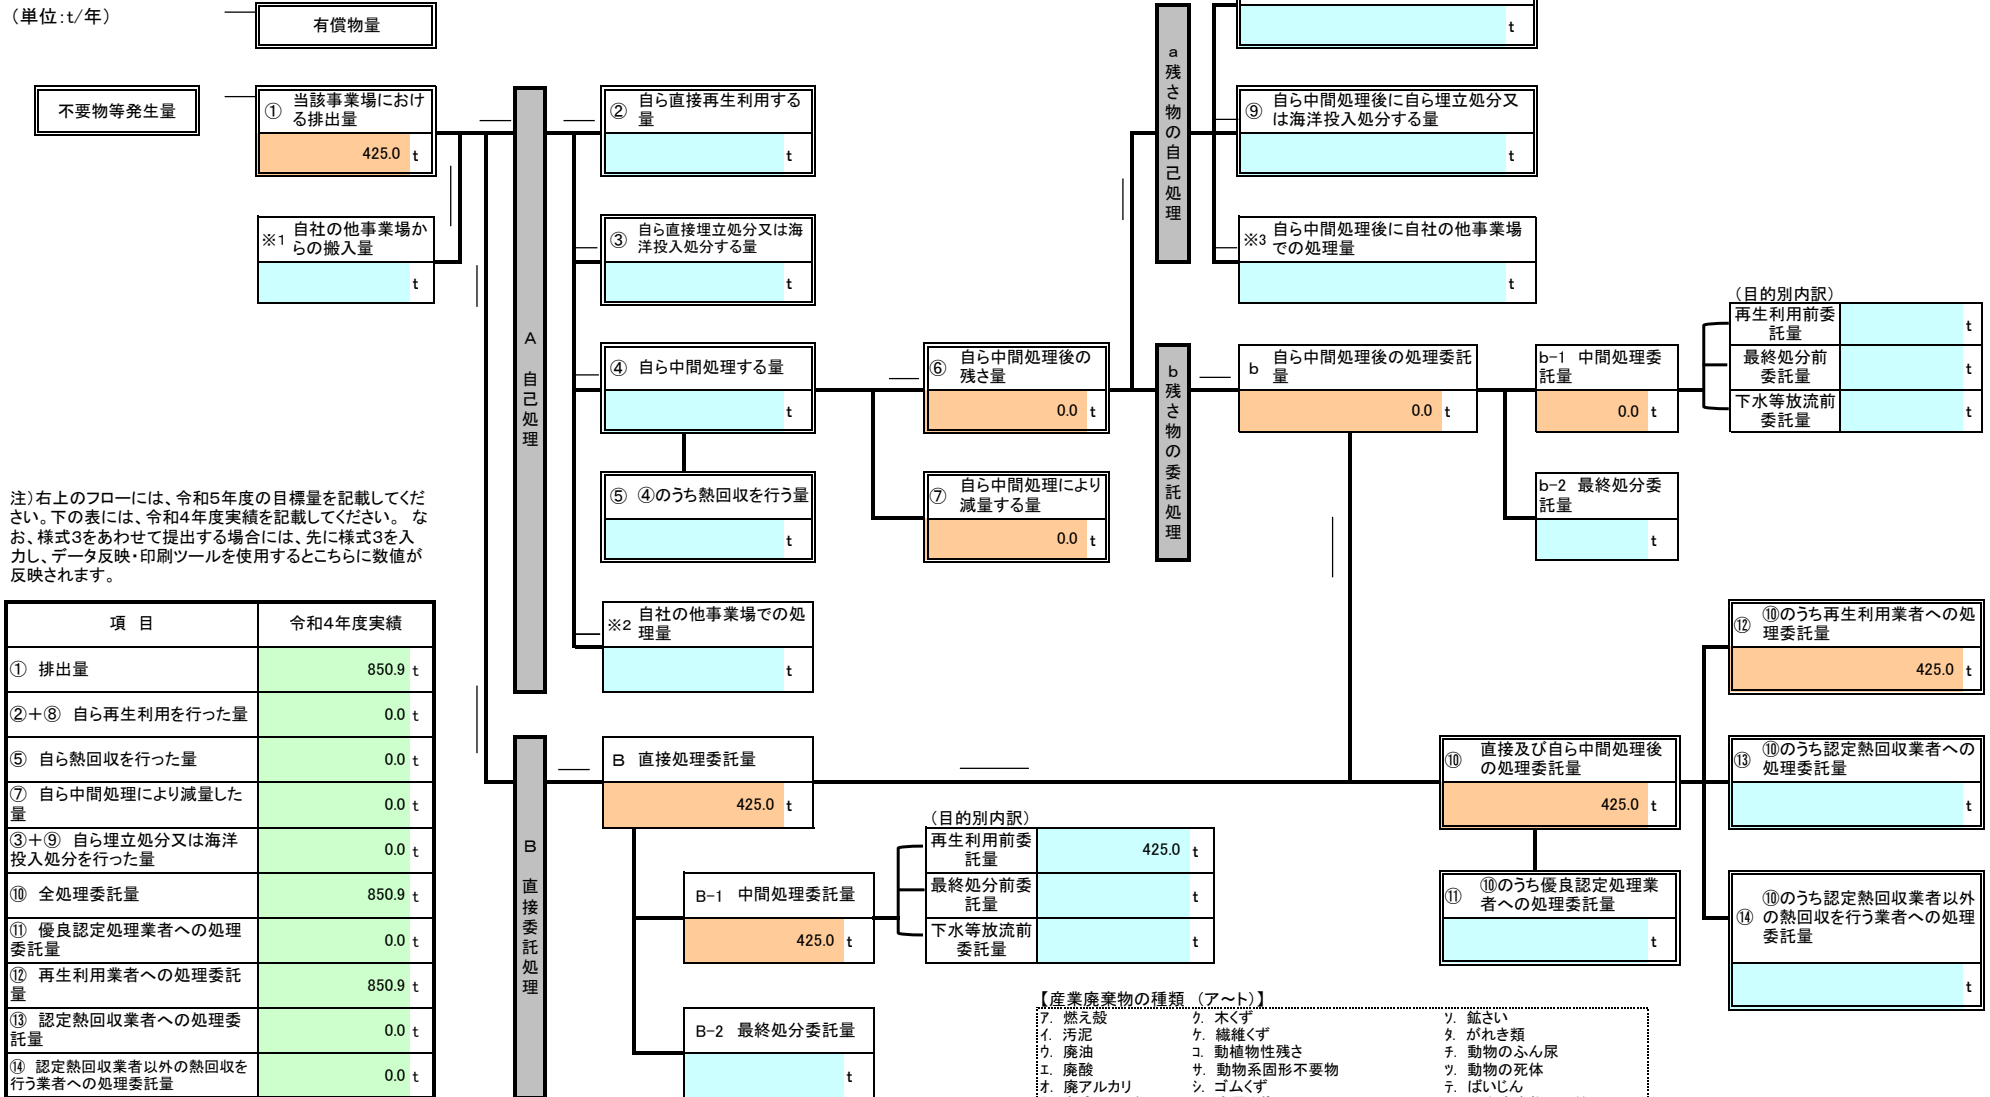 (単位:t/年)
有償物量
不要物等発生量
① 当該事業場におけ
る排出量
425.0 t
※1 自社の他事業場か
らの搬入量
t
A 自己処理
② 自ら直接再生利用する
量
t
③ 自ら直接埋立処分又は海
洋投入処分する量
t
④ 自ら中間処理する量
t
⑤ ④のうち熱回収を行う量
t
※2 自社の他事業場での処
理量
t
⑥ 自ら中間処理後の
残さ量
0.0 t
⑦ 自ら中間処理により
減量する量
0.0 t
a 残さ物の自己処理
t
⑨ 自ら中間処理後に自ら埋立処分又
は海洋投入処分する量
t
※3 自ら中間処理後に自社の他事業場
での処理量
t
b 残さ物の委託処理
b 自ら中間処理後の処理委託
量
0.0 t
b-1 中間処理委
託量
0.0 t
(目的別内訳)
再生利用前委
託量
t
最終処分前
委託量
t
下水等放流前
委託量
t
b-2 最終処分委
託量
t
注)右上のフローには、令和5年度の目標量を記載してくだ
さい。下の表には、令和4年度実績を記載してください。 な
お、様式3をあわせて提出する場合には、先に様式3を入
力し、データ反映・印刷ツールを使用するとこちらに数値が
反映されます。
項 目 令和4年度実績
① 排出量 850.9 t
②+⑧ 自ら再生利用を行った量 0.0 t
⑤ 自ら熱回収を行った量 0.0 t
⑦ 自ら中間処理により減量した
量 0.0 t
③+⑨ 自ら埋立処分又は海洋
投入処分を行った量 0.0 t
⑩ 全処理委託量 850.9 t
⑪ 優良認定処理業者への処理
委託量 0.0 t
⑫ 再生利用業者への処理委託
量 850.9 t
⑬ 認定熱回収業者への処理委
託量 0.0 t
⑭ 認定熱回収業者以外の熱回収を
行う業者への処理委託量 0.0 t
B 直接委託処理
B 直接処理委託量
425.0 t
B-1 中間処理委託量
425.0 t
(目的別内訳)
再生利用前委
託量
425.0 t
最終処分前委
託量
t
下水等放流前
委託量
t
B-2 最終処分委託量
t
⑩ 直接及び自ら中間処理後
の処理委託量
425.0 t
⑪ ⑩のうち優良認定処理業
者への処理委託量
t
⑫ ⑩のうち再生利用業者への処
理委託量
425.0 t
⑬ ⑩のうち認定熱回収業者への
処理委託量
t
⑭ ⑩のうち認定熱回収業者以外
の熱回収を行う業者への処理
委託量
t
【産業廃棄物の種類 (ア~ト)】
ア. 燃え殻 ク. 木くず ソ. 鉱さい
イ. 汚泥 ケ. 繊維くず タ. がれき類
ウ. 廃油 コ. 動植物性残さ チ. 動物のふん尿
エ. 廃酸 サ. 動物系固形不要物 ツ. 動物の死体
オ. 廃アルカリ シ. ゴムくず テ. ばいじん